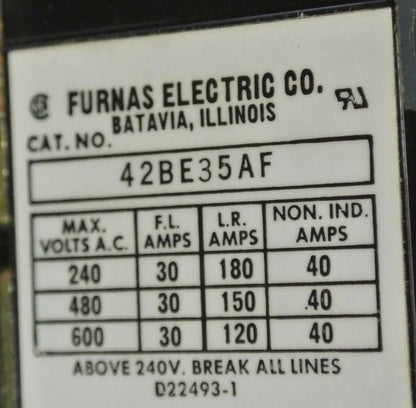 FURNAS ELECTRIC CO.
BATAVIA, ILLINOIS
CAT. NO.
42BE35AF
MAX. VOLTS A.C. F.L. AMPS L.R. AMPS NON. IND. AMPS
240 30 180 40
480 30 150 40
600 30 120 40
ABOVE 240V. BREAK ALL LINES
D22493-1